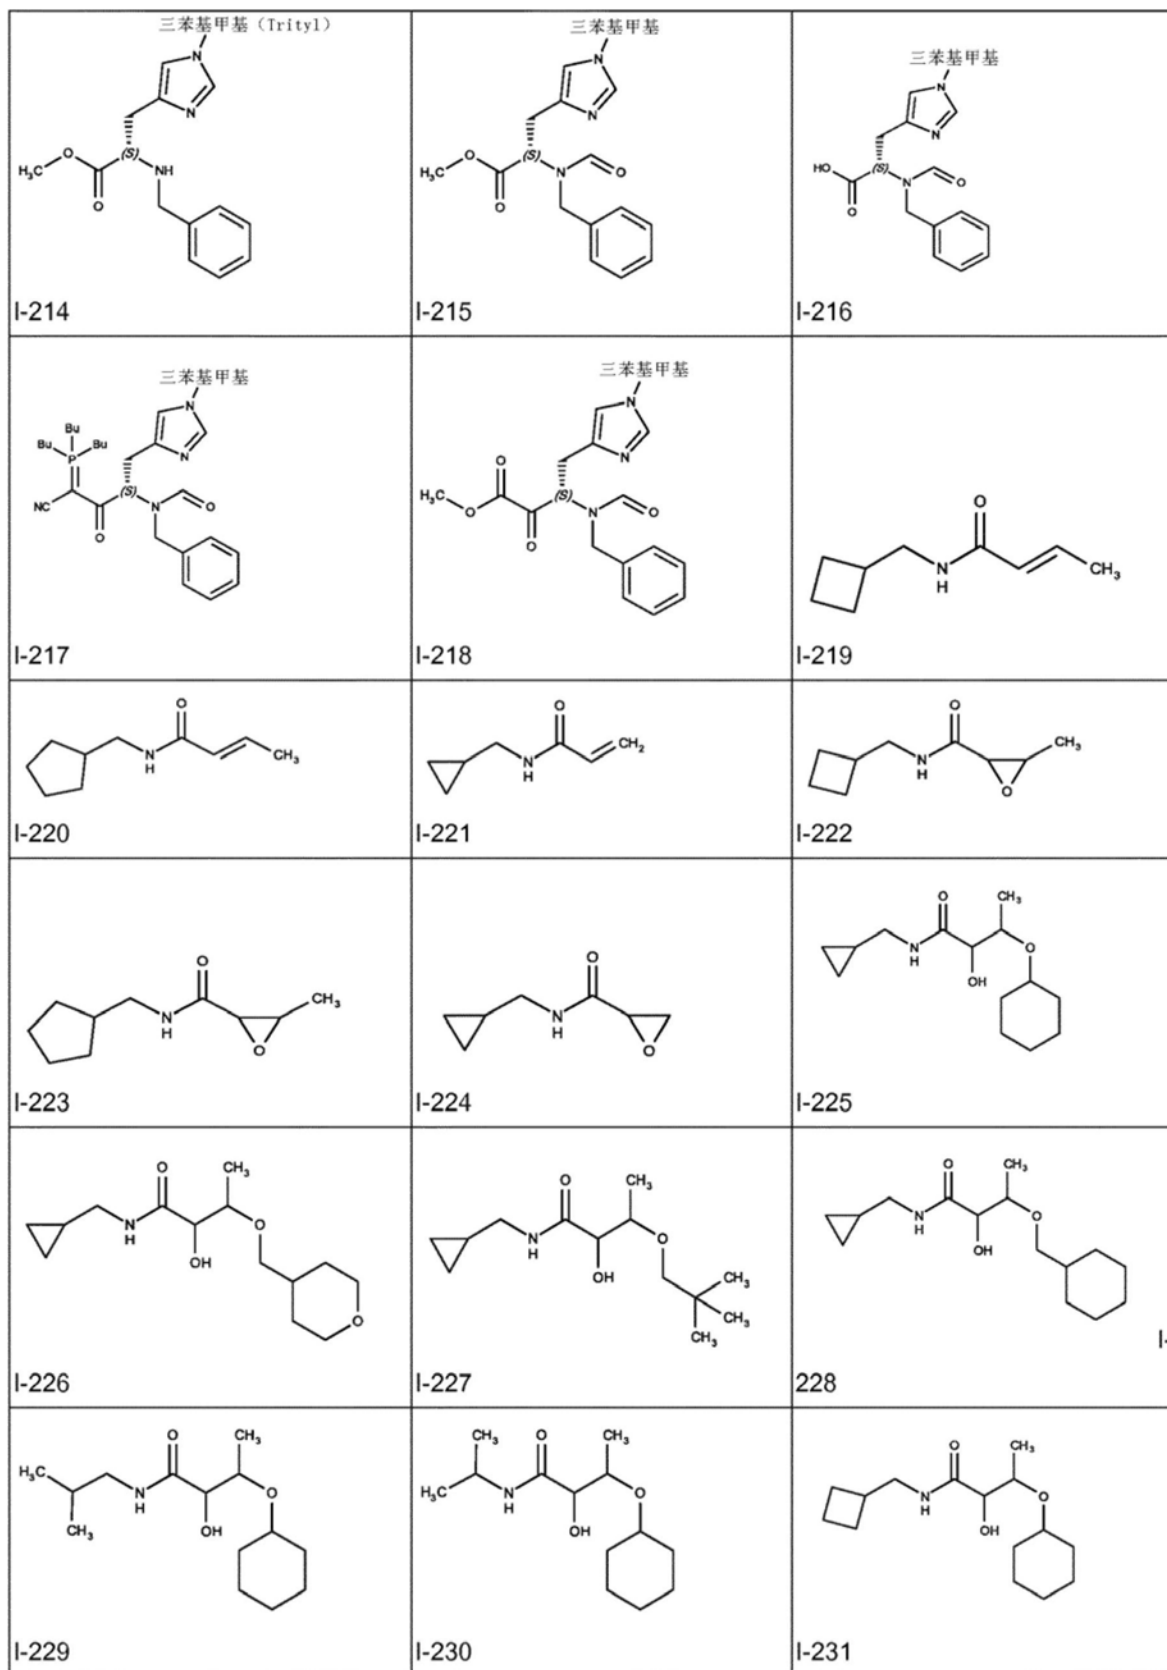 三苯基甲基（Trityl）
N
N
O
(S)
NH
H₃C
O
I-214
三苯基甲基
N
N
O
(S)
N
O
H₃C
O
I-215
三苯基甲基
N
N
HO
(S)
N
O
O
I-216
三苯基甲基
N
N
Bu
Bu
P
Bu
(S)
NC
N
O
O
I-217
三苯基甲基
N
N
O
H₃C
O
(S)
N
O
O
I-218
O
N
H
CH₃
I-219
O
N
H
CH₃
I-220
O
N
H
CH₂
I-221
O
N
H
CH₃
O
I-222
O
N
H
CH₃
O
I-223
O
N
H
O
I-224
O
CH₃
N
H
O
OH
I-225
O
CH₃
N
H
O
OH
O
I-226
O
CH₃
N
H
O
OH
CH₃
CH₃
CH₃
I-227
O
CH₃
N
H
O
OH
I-
228
O
CH₃
H₃C
N
H
O
CH₃
OH
I-229
CH₃
O
CH₃
H₃C
N
H
O
OH
I-230
O
CH₃
N
H
O
OH
I-231